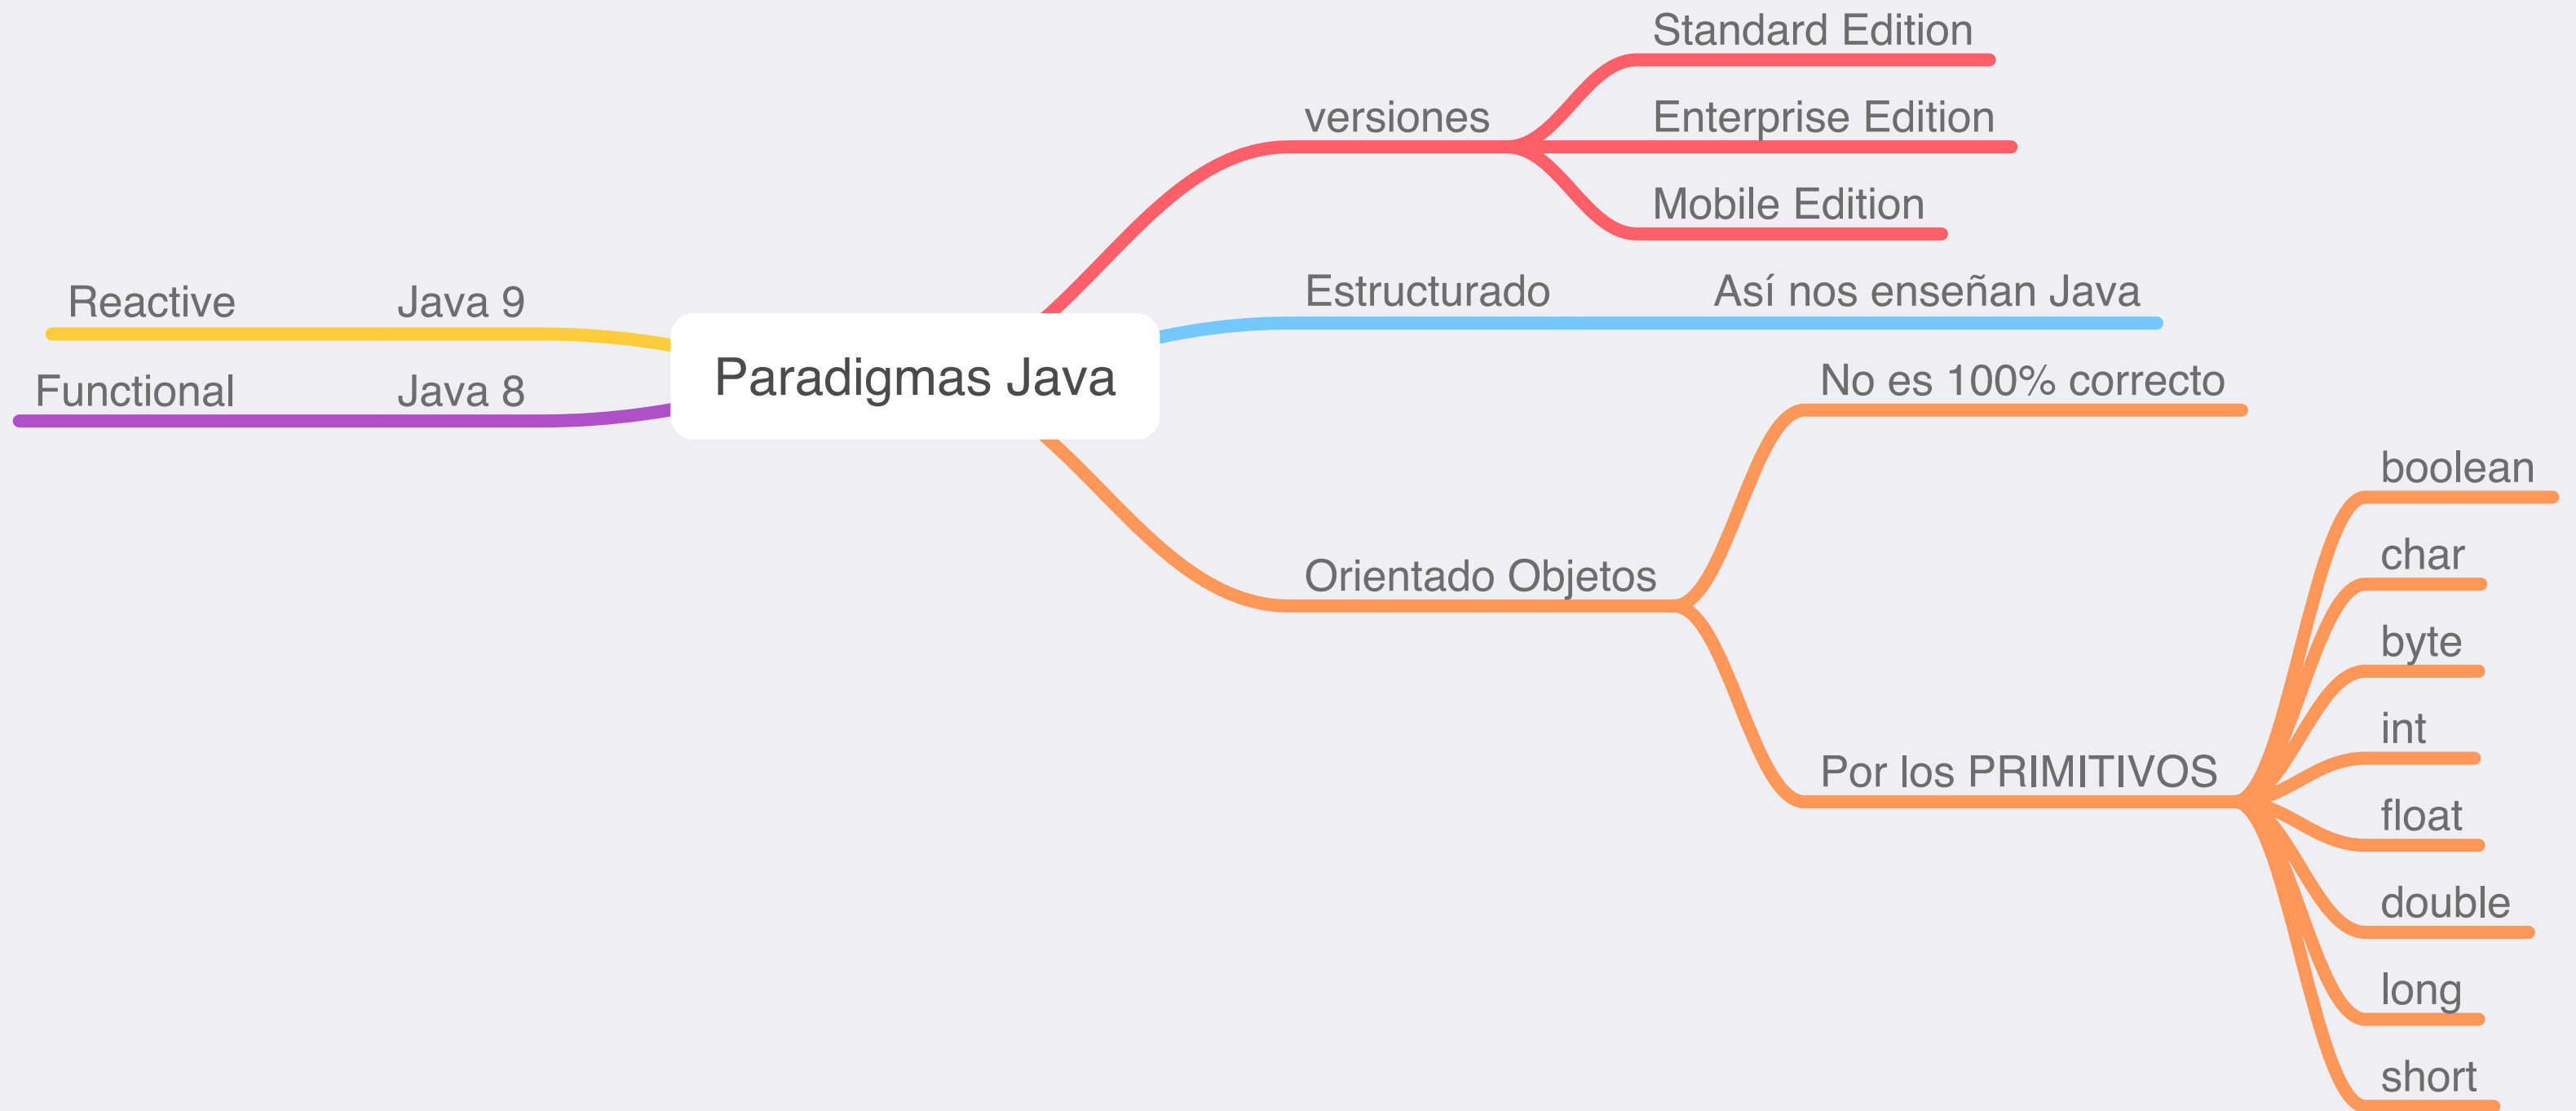 Paradigmas Java
versiones
Standard Edition
Enterprise Edition
Mobile Edition
Estructurado
Así nos enseñan Java
Orientado Objetos
No es 100% correcto
Por los PRIMITIVOS
boolean
char
byte
int
float
double
long
short
Java 9
Reactive
Java 8
Functional